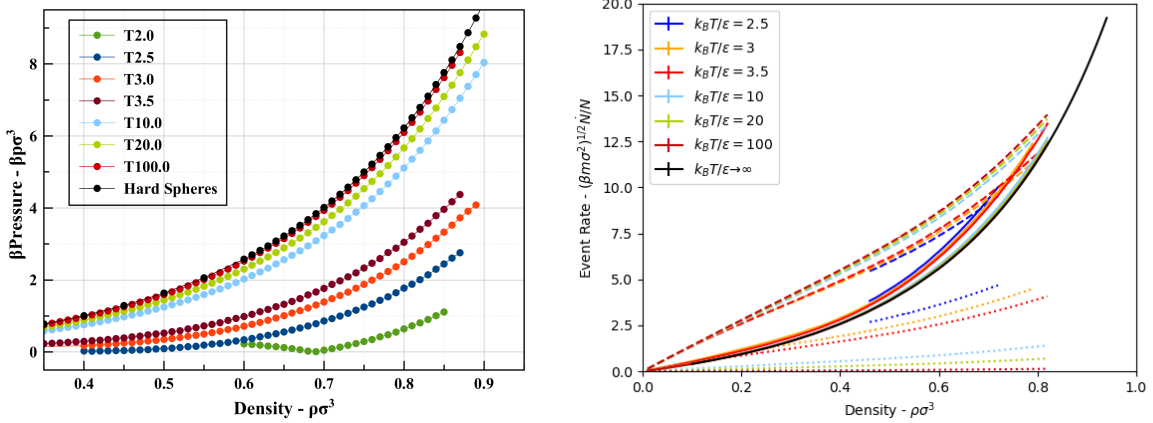 βPressure - βpσ³
8
6
4
2
0
T2.0
T2.5
T3.0
T3.5
T10.0
T20.0
T100.0
Hard Spheres
0.4
0.5
0.6
0.7
0.8
0.9
Density - ρσ³
Event Rate - (βmσ²)^{1/2}Ṅ/N
20.0
17.5
15.0
12.5
10.0
7.5
5.0
2.5
0.0
k_BT/ε = 2.5
k_BT/ε = 3
k_BT/ε = 3.5
k_BT/ε = 10
k_BT/ε = 20
k_BT/ε = 100
k_BT/ε→∞
0.0
0.2
0.4
0.6
0.8
1.0
Density - ρσ³